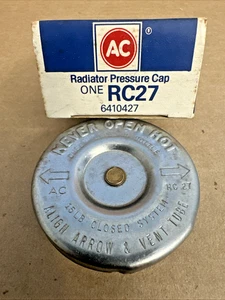 AC
Radiator Pressure Cap
ONE RC27
6410427
NEVER OPEN HOT
AC
RC 27
15 LB CLOSED SYSTEM
ALIGN ARROW & VENT TUBE